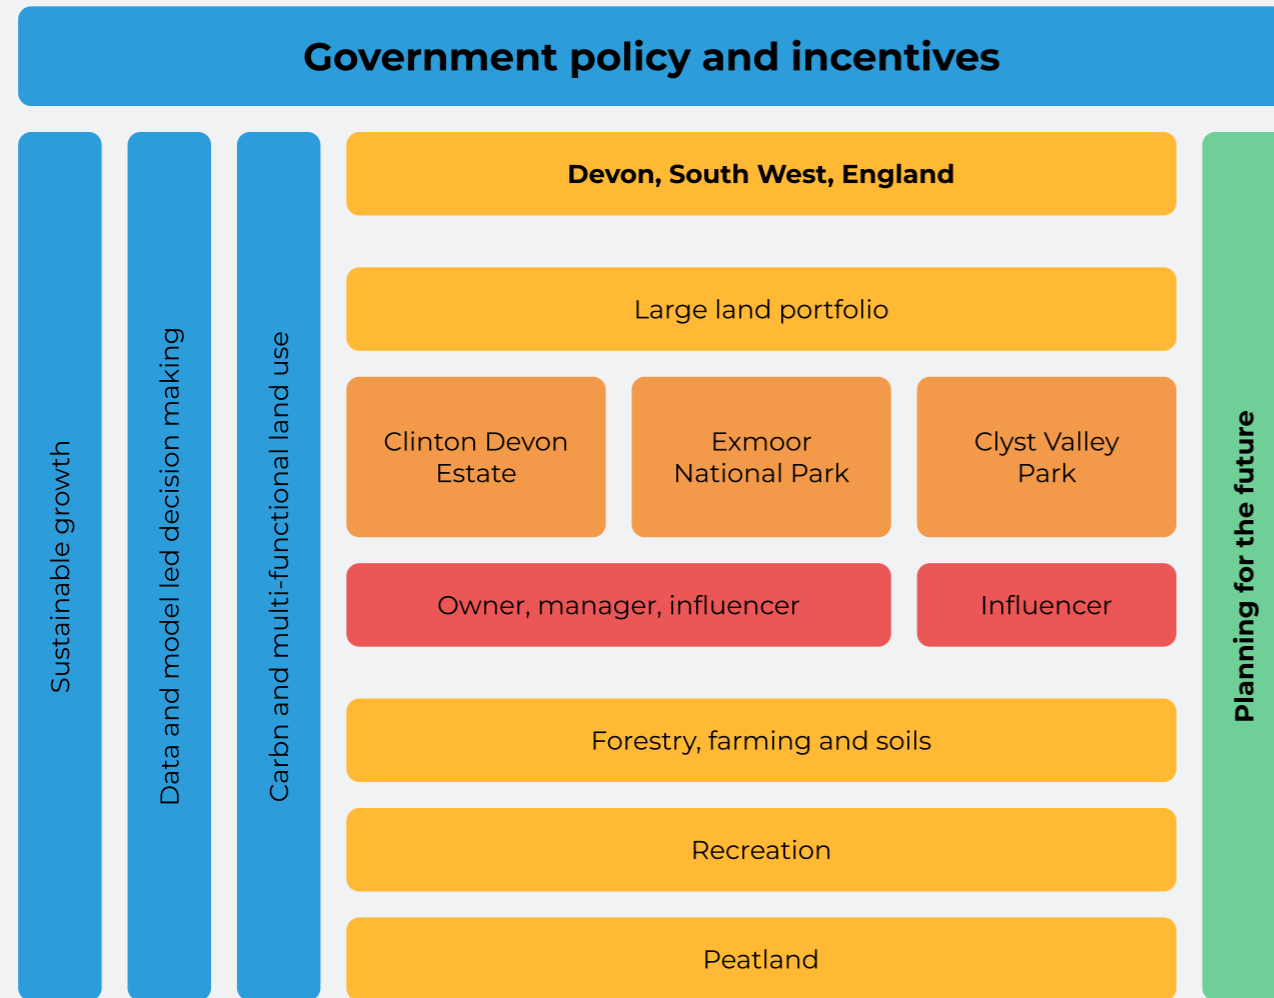 Government policy and incentives
Sustainable growth
Data and model led decision making
Carbn and multi-functional land use
Devon, South West, England
Large land portfolio
Clinton Devon
Estate
Exmoor
National Park
Clyst Valley
Park
Owner, manager, influencer
Influencer
Forestry, farming and soils
Recreation
Peatland
Planning for the future